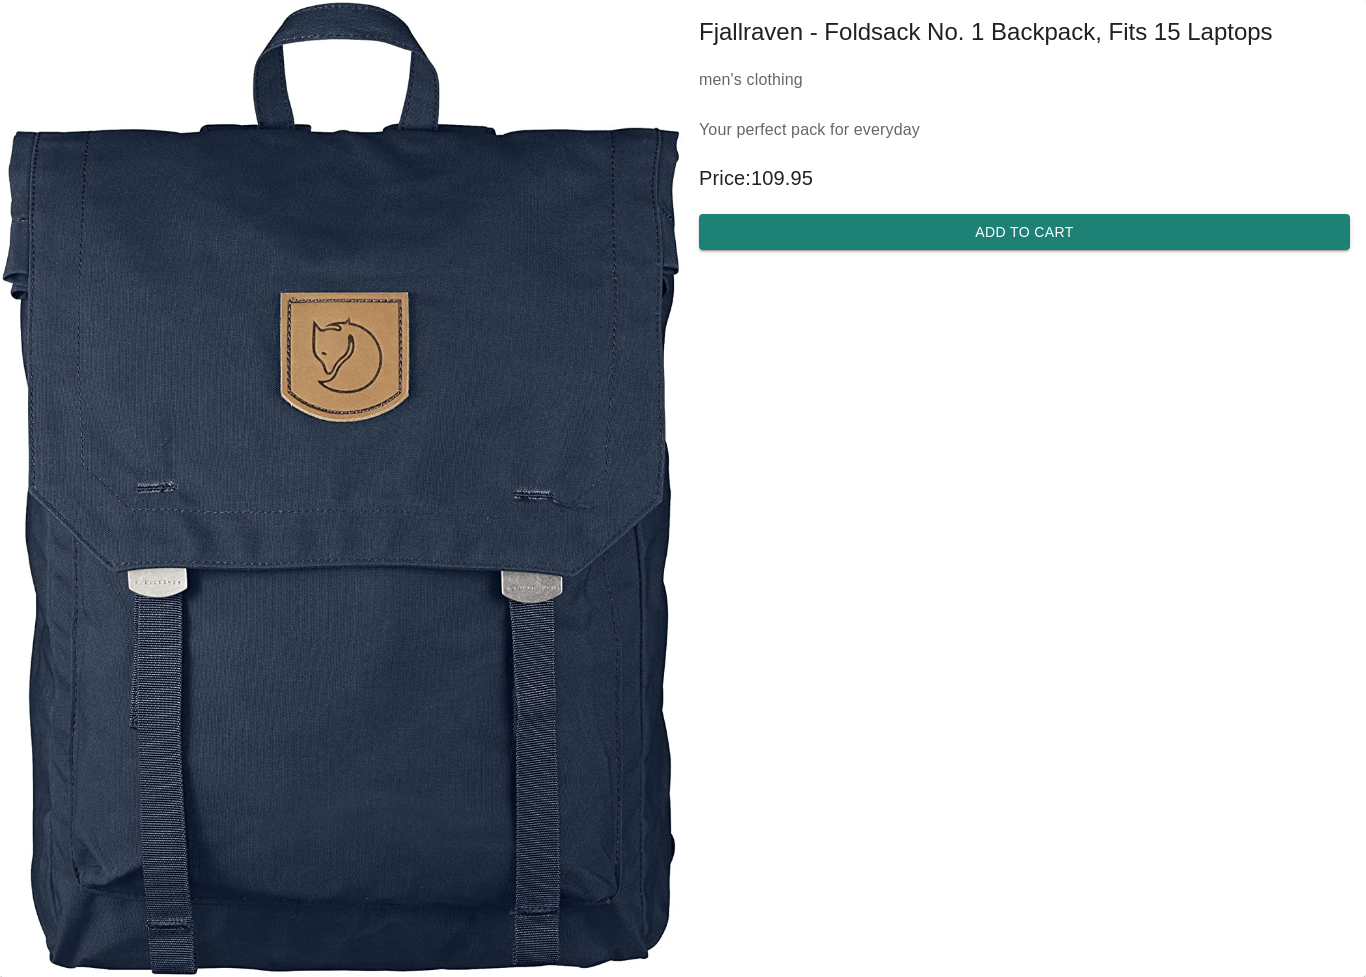 Fjallraven - Foldsack No. 1 Backpack, Fits 15 Laptops
men's clothing
Your perfect pack for everyday
Price:109.95
ADD TO CART